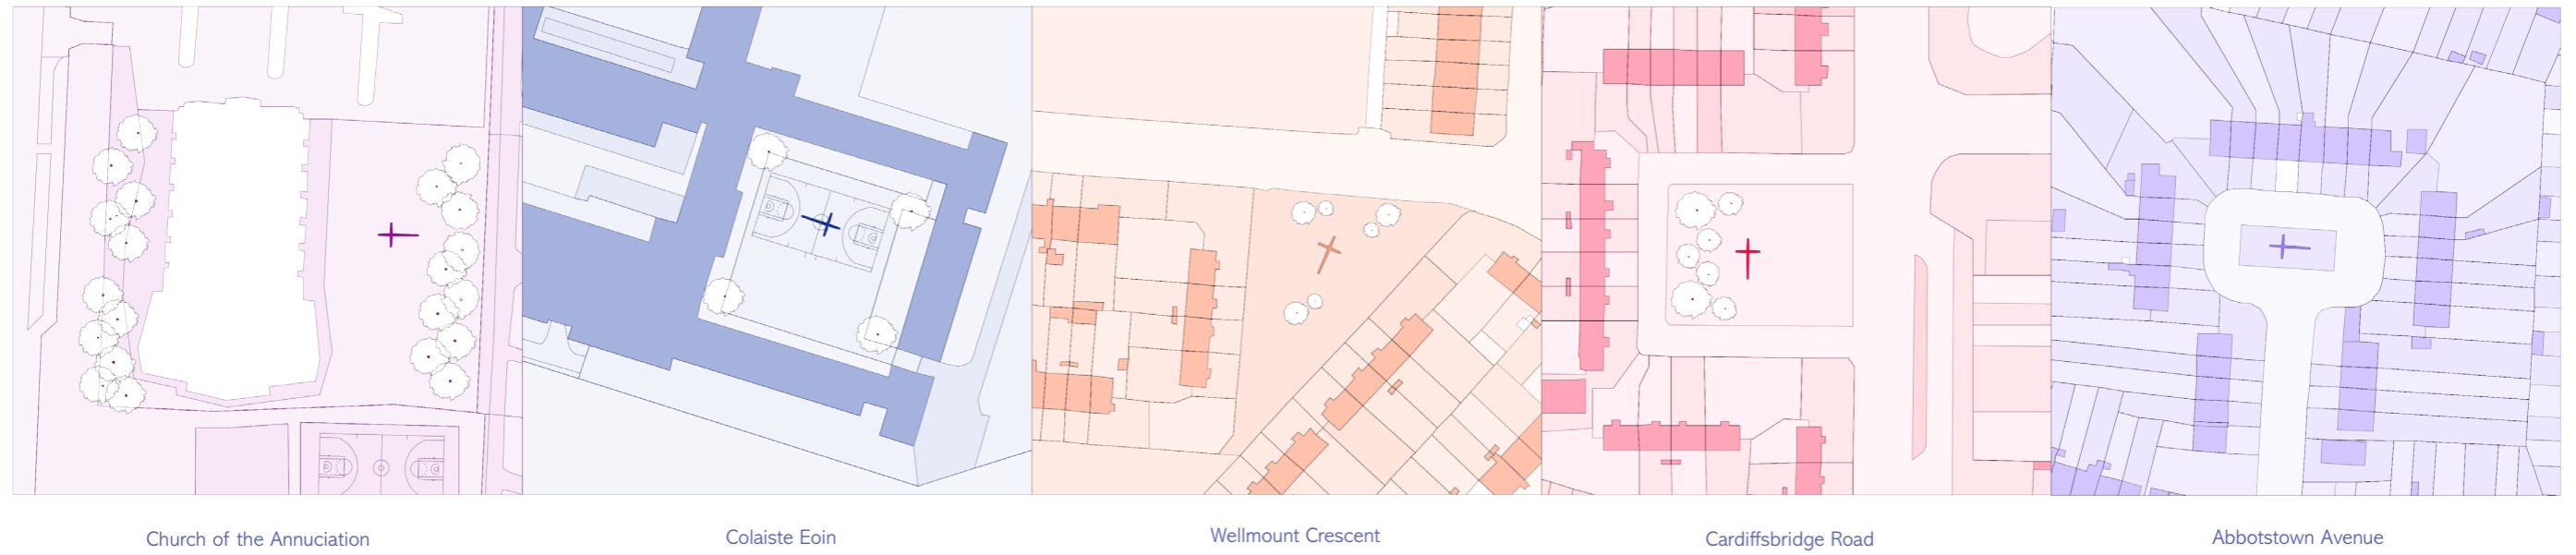 Church of the Annuciation
Colaiste Eoin
Wellmount Crescent
Cardiffsbridge Road
Abbotstown Avenue